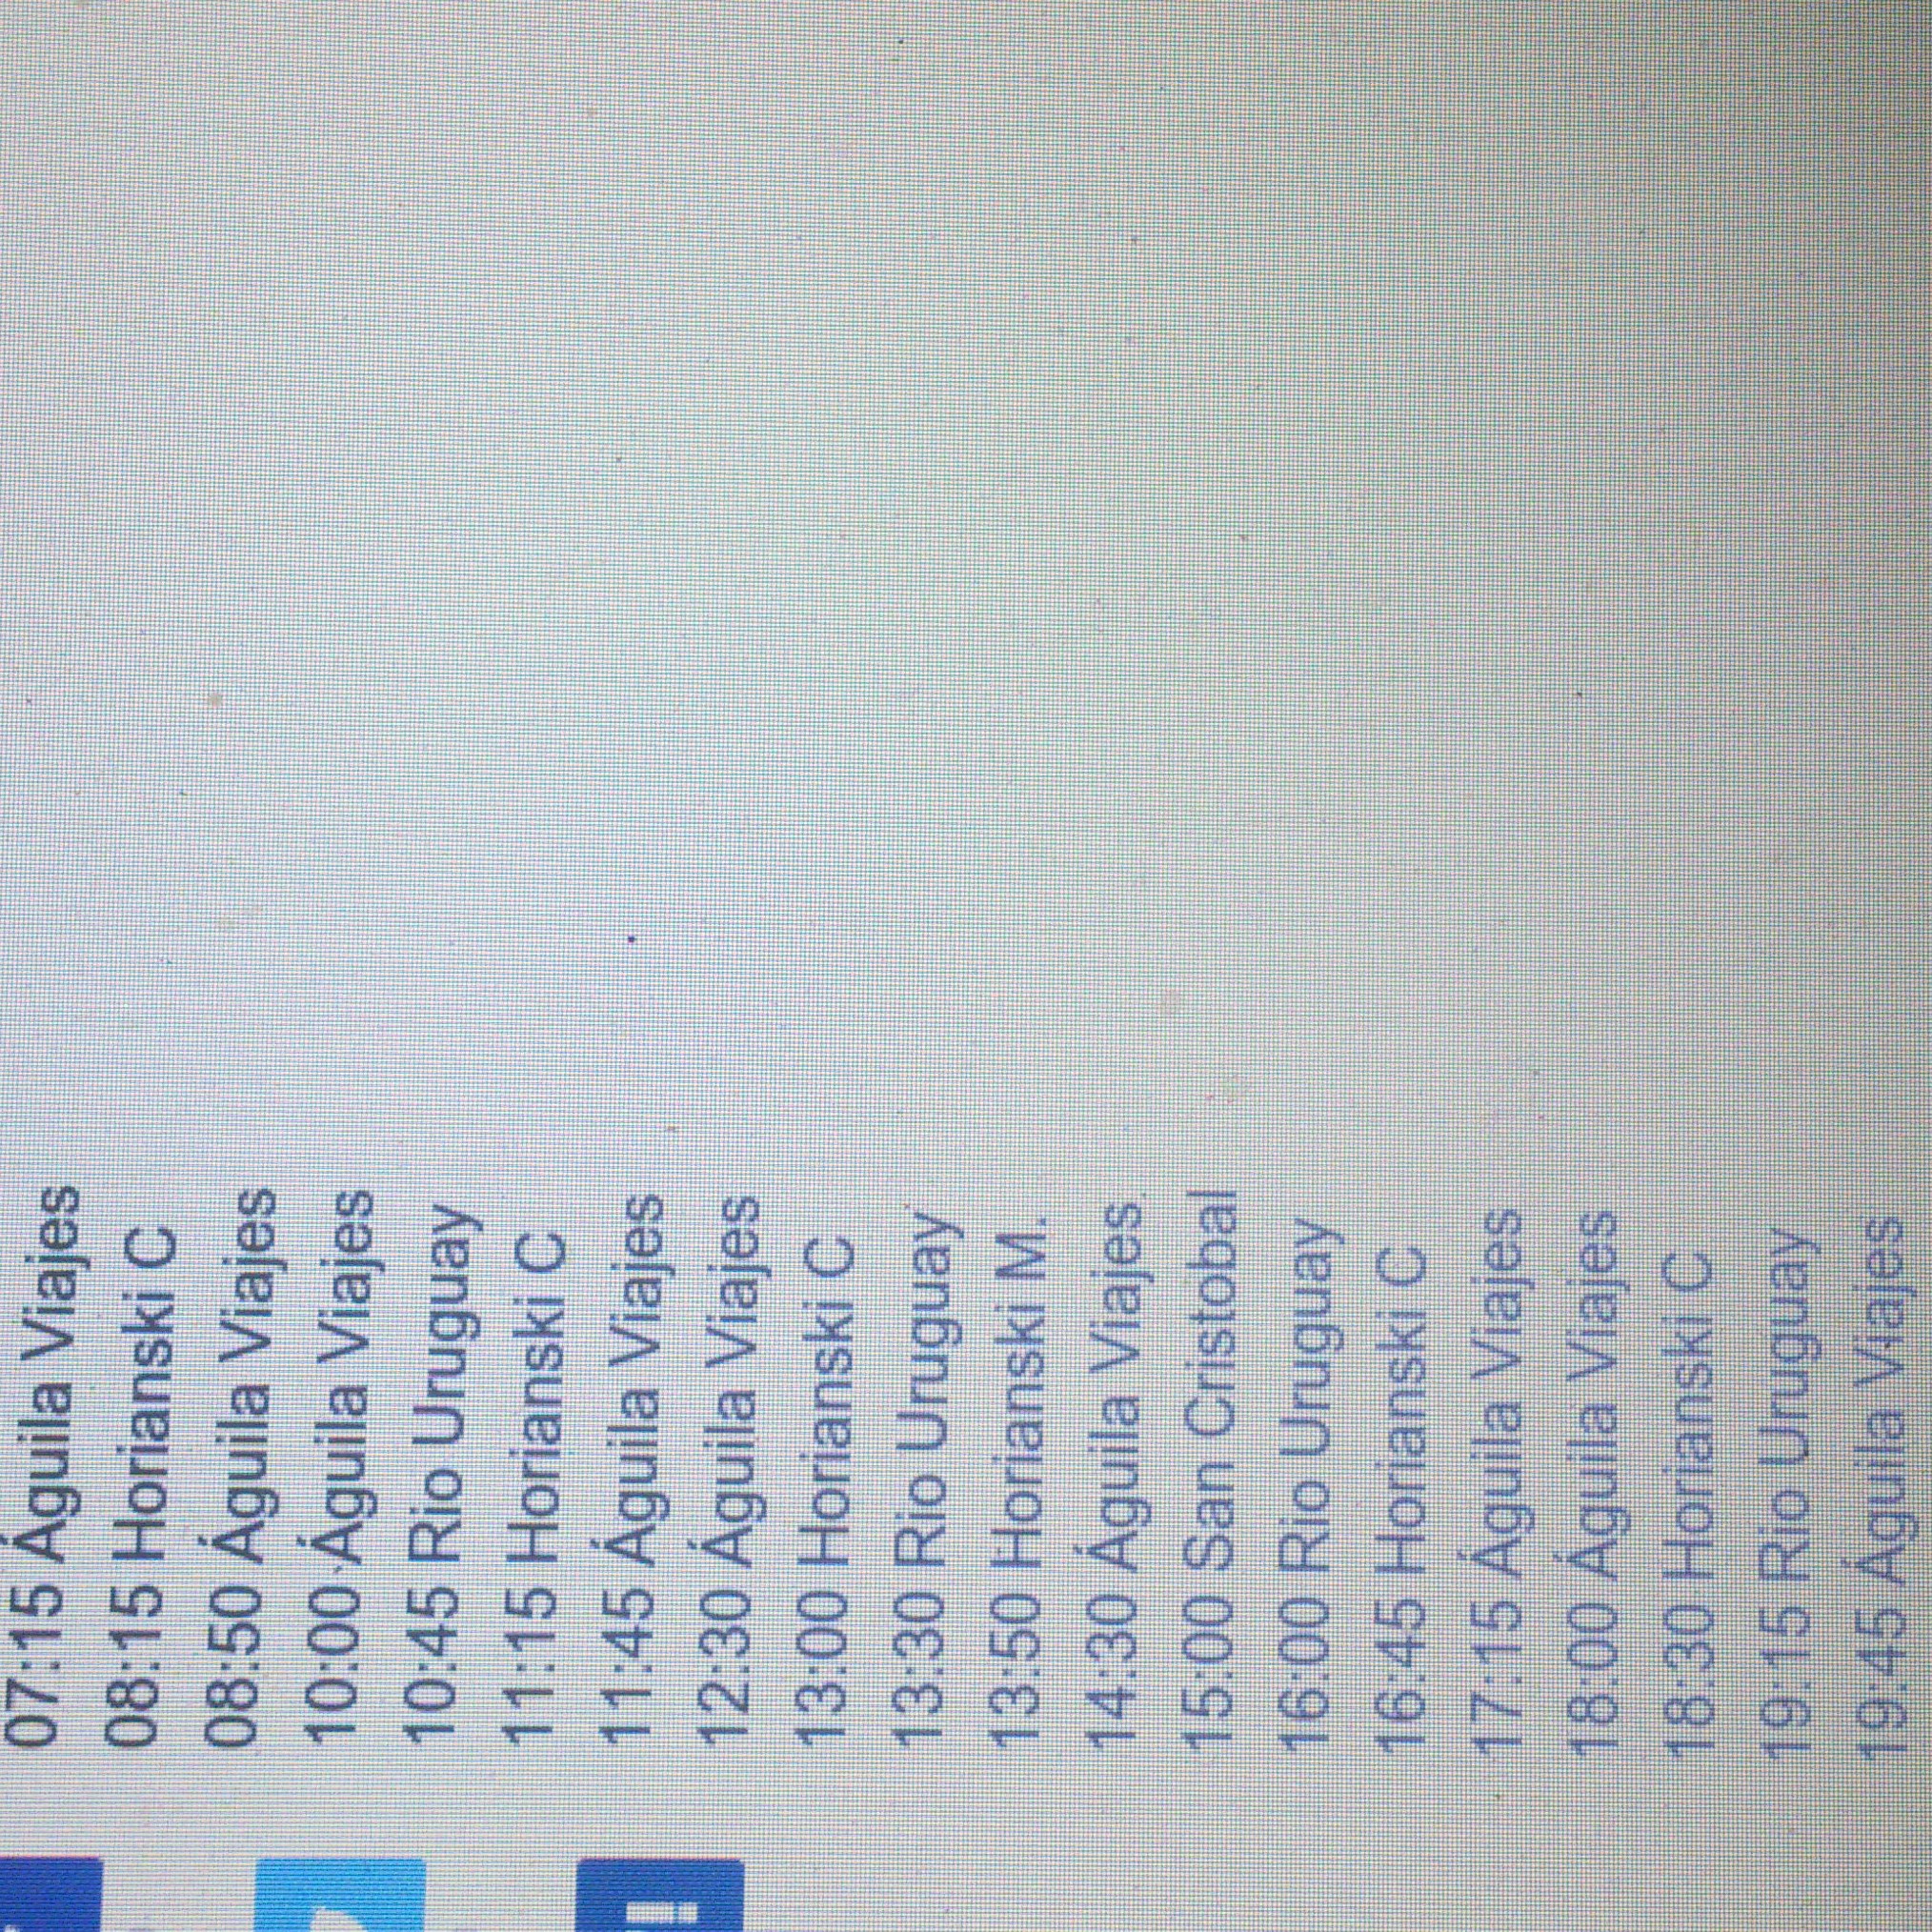 07:15 Águila Viajes
08:15 Horianski C
08:50 Águila Viajes
10:00 Águila Viajes
10:45 Rio Uruguay
11:15 Horianski C
11:45 Águila Viajes
12:30 Águila Viajes
13:00 Horianski C
13:30 Rio Uruguay
13:50 Horianski M.
14:30 Águila Viajes
15:00 San Cristobal
16:00 Rio Uruguay
16:45 Horianski C
17:15 Águila Viajes
18:00 Águila Viajes
18:30 Horianski C
19:15 Rio Uruguay
19:45 Águila Viajes